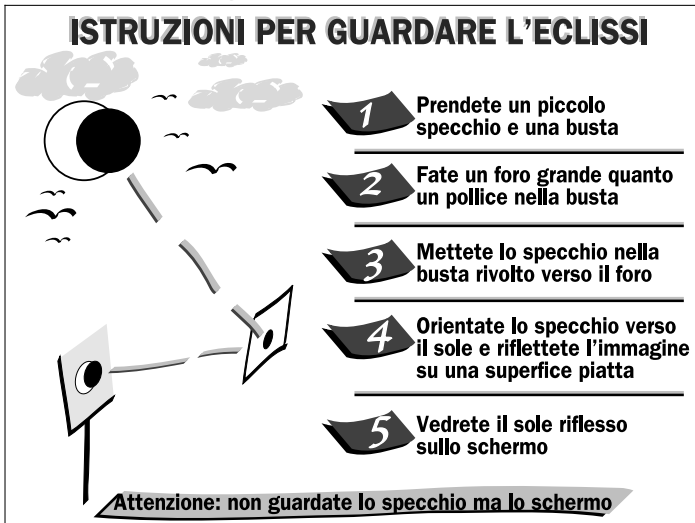 ISTRUZIONI PER GUARDARE L'ECLISSI
1 Prendete un piccolo
specchio e una busta
2 Fate un foro grande quanto
un pollice nella busta
3 Mettete lo specchio nella
busta rivolto verso il foro
4 Orientate lo specchio verso
il sole e riflettete l'immagine
su una superfice piatta
5 Vedrete il sole riflesso
sullo schermo
Attenzione: non guardate lo specchio ma lo schermo